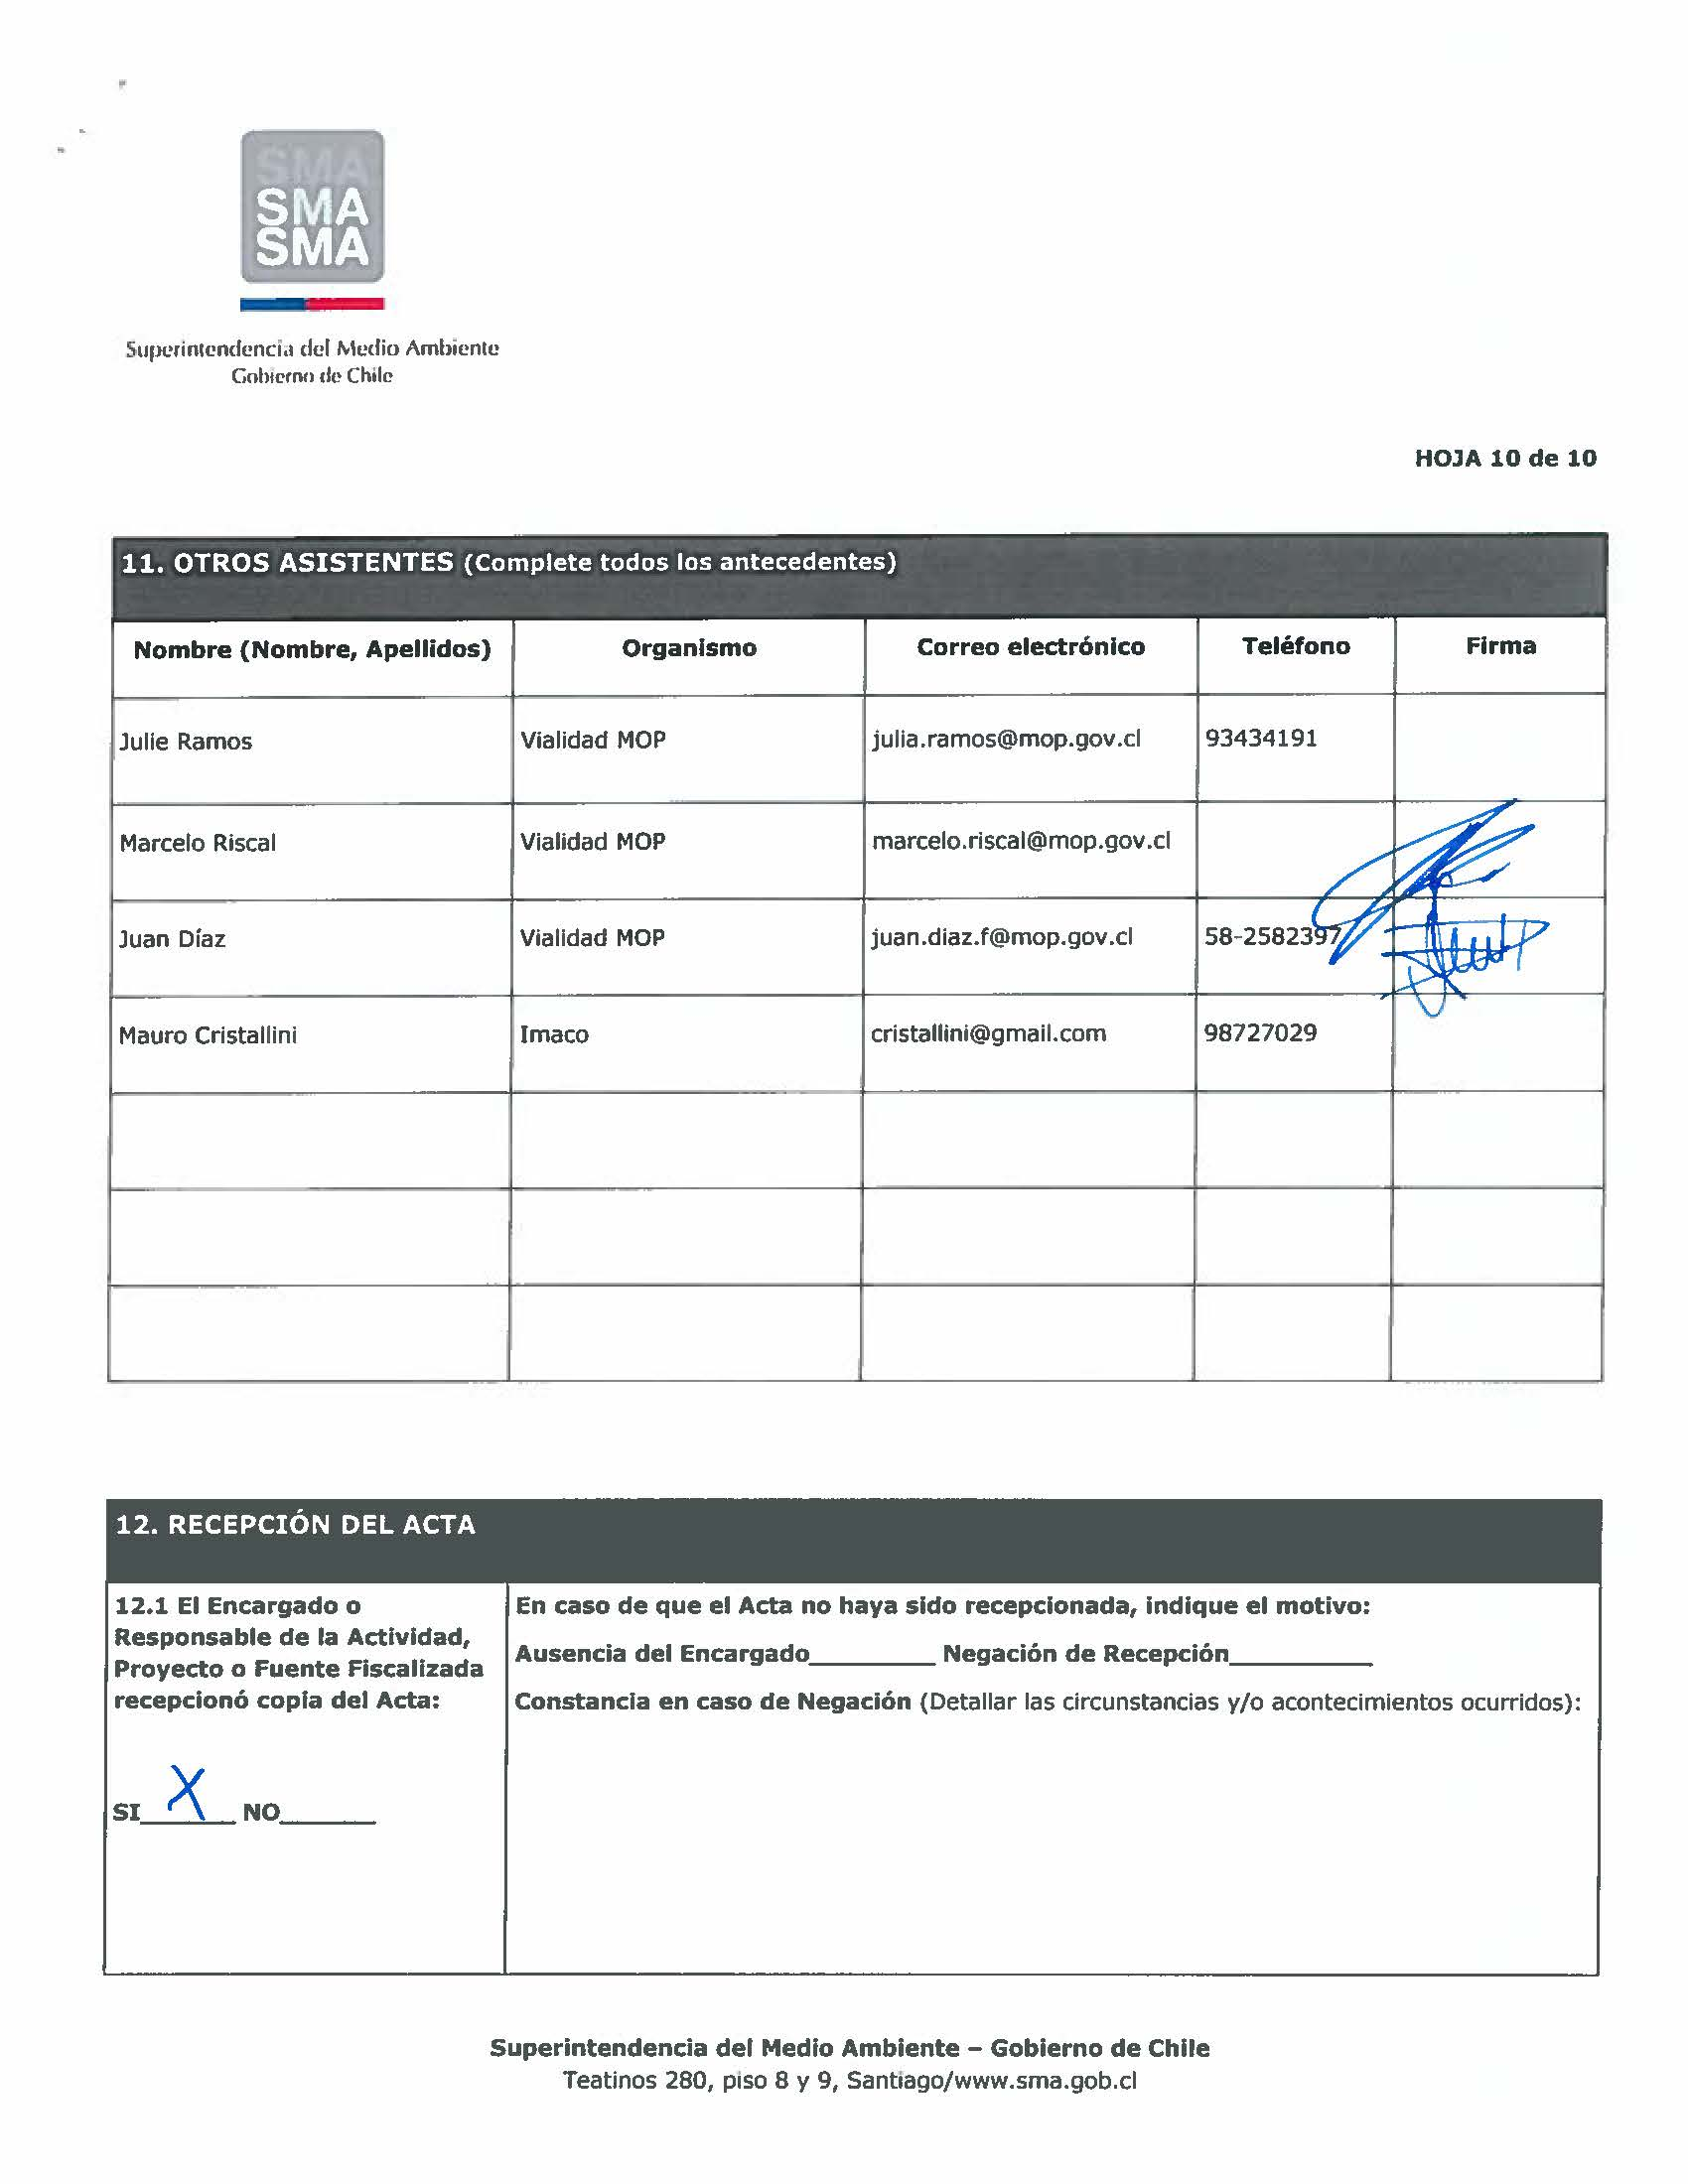 SMA
SMA
SMA
Superintendencia del Medio Ambiente
Gobierno de Chile
HOJA 10 de 10
11. OTROS ASISTENTES (Complete todos los antecedentes)
Nombre (Nombre, Apellidos) Organismo Correo electrónico Teléfono Firma
Julie Ramos Vialidad MOP julia.ramos@mop.gov.cl 93434191
Marcelo Riscal Vialidad MOP marcelo.riscal@mop.gov.cl
Juan Díaz Vialidad MOP juan.diaz.f@mop.gov.cl 58-2582397
Mauro Cristallini Imaco cristallini@gmail.com 98727029
12. RECEPCIÓN DEL ACTA
12.1 El Encargado o
Responsable de la Actividad,
Proyecto o Fuente Fiscalizada
recepcionó copia del Acta:
SI X NO
En caso de que el Acta no haya sido recepcionada, indique el motivo:
Ausencia del Encargado_________ Negación de Recepción__________
Constancia en caso de Negación (Detallar las circunstancias y/o acontecimientos ocurridos):
Superintendencia del Medio Ambiente – Gobierno de Chile
Teatinos 280, piso 8 y 9, Santiago/www.sma.gob.cl